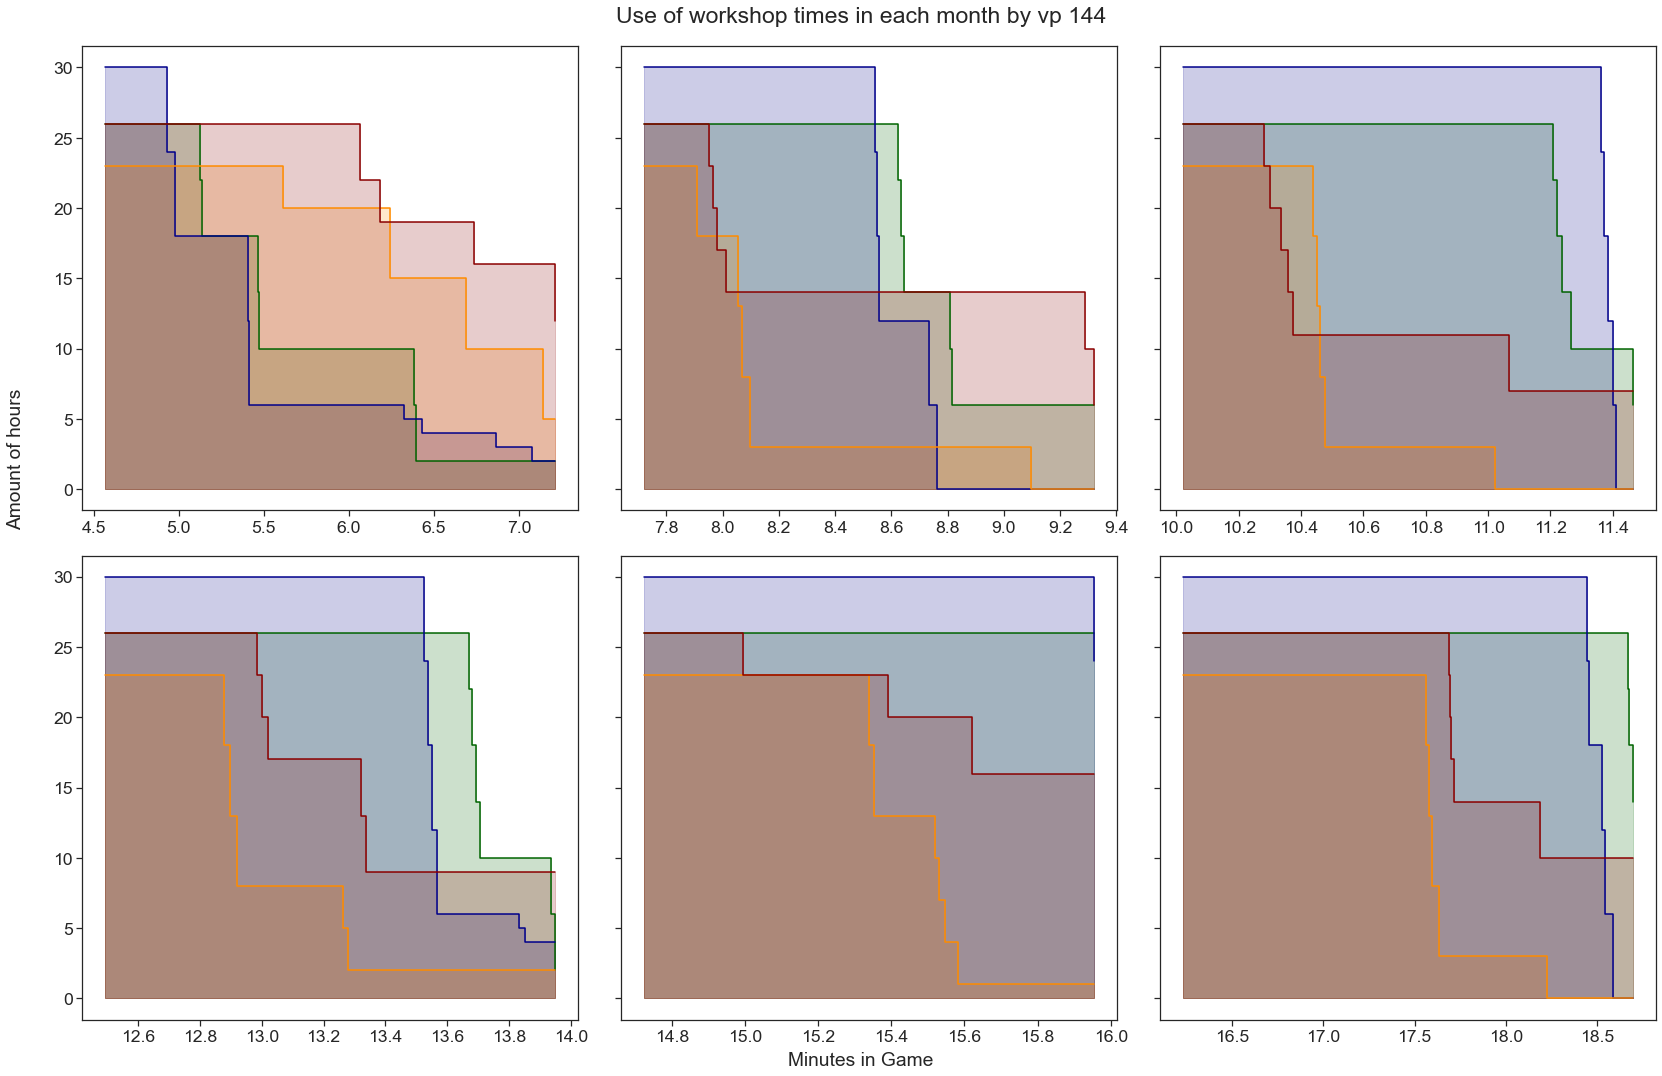 Use of workshop times in each month by vp 144
Amount of hours
30
25
20
15
10
5
0
4.5 5.0 5.5 6.0 6.5 7.0
7.8 8.0 8.2 8.4 8.6 8.8 9.0 9.2 9.4
10.0 10.2 10.4 10.6 10.8 11.0 11.2 11.4
30
25
20
15
10
5
0
12.6 12.8 13.0 13.2 13.4 13.6 13.8 14.0
14.8 15.0 15.2 15.4 15.6 15.8 16.0
16.5 17.0 17.5 18.0 18.5
Minutes in Game